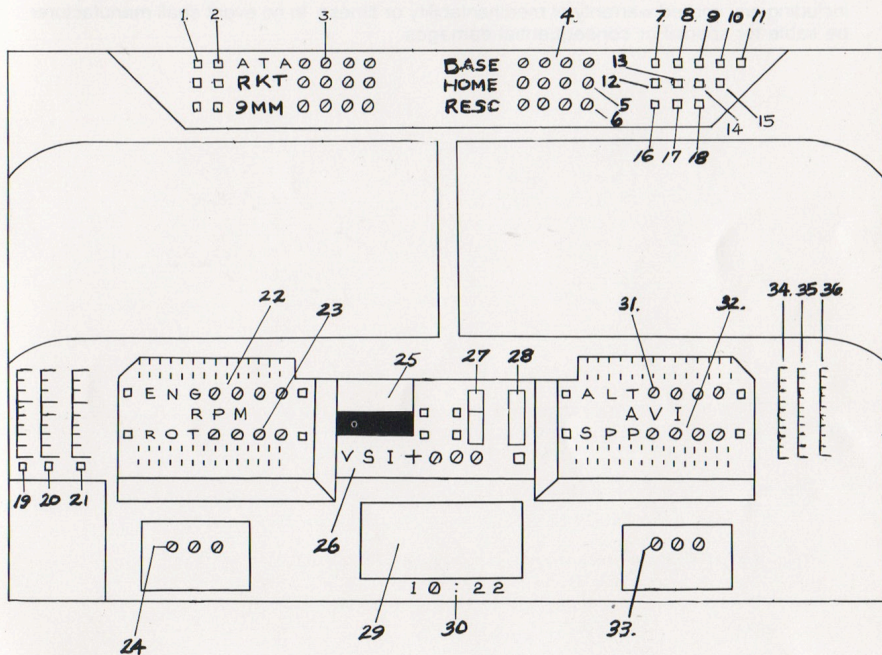 1. 2. 3. 4. 7. 8. 9 10 11
ATA0000 BASE 0000 13
RKT 0000 HOME 0000 12
9MM 0000 RESC 0000 5
6 14 15
16 17 18
22 23 31. 32. 34. 35 36.
25 27 28
ENG0000 ALT0000
RPM AVI
ROT0000 SPP0000
0
VSI+000
19 20 21
26
000 000
10:22
24 29 30 33.